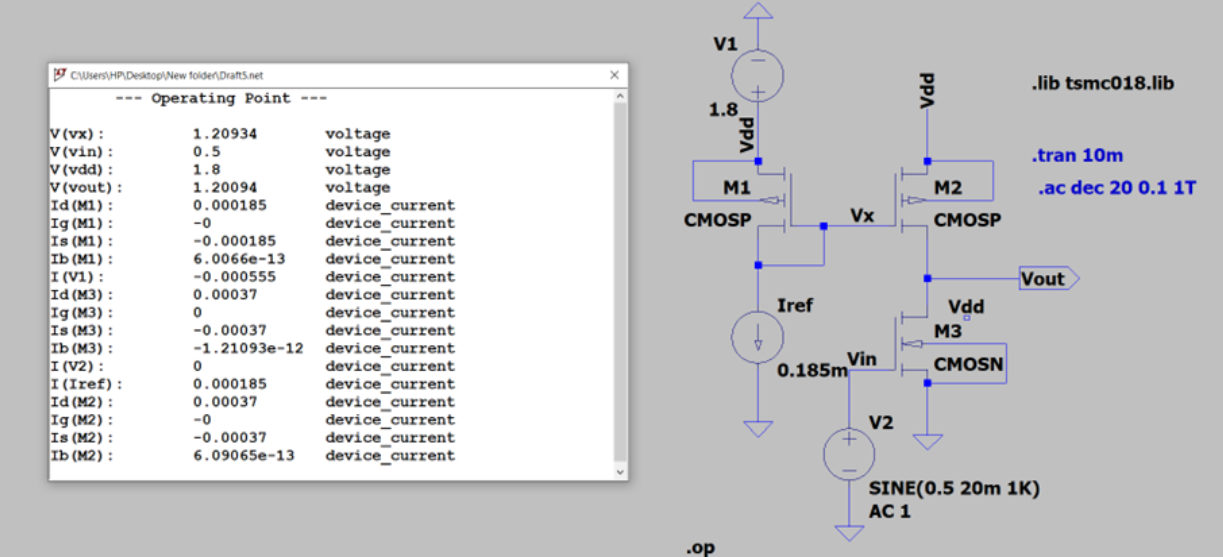 C:\Users\HP\Desktop\New folder\Draft5.net
--- Operating Point ---
V(vx): 1.20934 voltage
V(vin): 0.5 voltage
V(vdd): 1.8 voltage
V(vout): 1.20094 voltage
Id(M1): 0.000185 device_current
Ig(M1): -0 device_current
Is(M1): -0.000185 device_current
Ib(M1): 6.0066e-13 device_current
I(V1): -0.000555 device_current
Id(M3): 0.00037 device_current
Ig(M3): 0 device_current
Is(M3): -0.00037 device_current
Ib(M3): -1.21093e-12 device_current
I(V2): 0 device_current
I(Iref): 0.000185 device_current
Id(M2): 0.00037 device_current
Ig(M2): -0 device_current
Is(M2): -0.00037 device_current
Ib(M2): 6.09065e-13 device_current
V1
1.8
Vdd
Vdd
.lib tsmc018.lib
.tran 10m
.ac dec 20 0.1 1T
M1
CMOSP
Vx
M2
CMOSP
Vout
Iref
0.185m
Vdd
M3
CMOSN
Vin
V2
SINE(0.5 20m 1K)
AC 1
.op